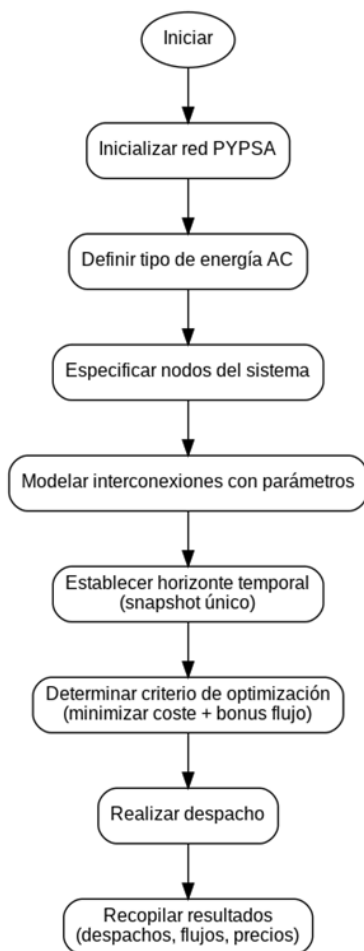 Iniciar
Inicializar red PYPSA
Definir tipo de energía AC
Especificar nodos del sistema
Modelar interconexiones con parámetros
Establecer horizonte temporal
(snapshot único)
Determinar criterio de optimización
(minimizar coste + bonus flujo)
Realizar despacho
Recopilar resultados
(despachos, flujos, precios)